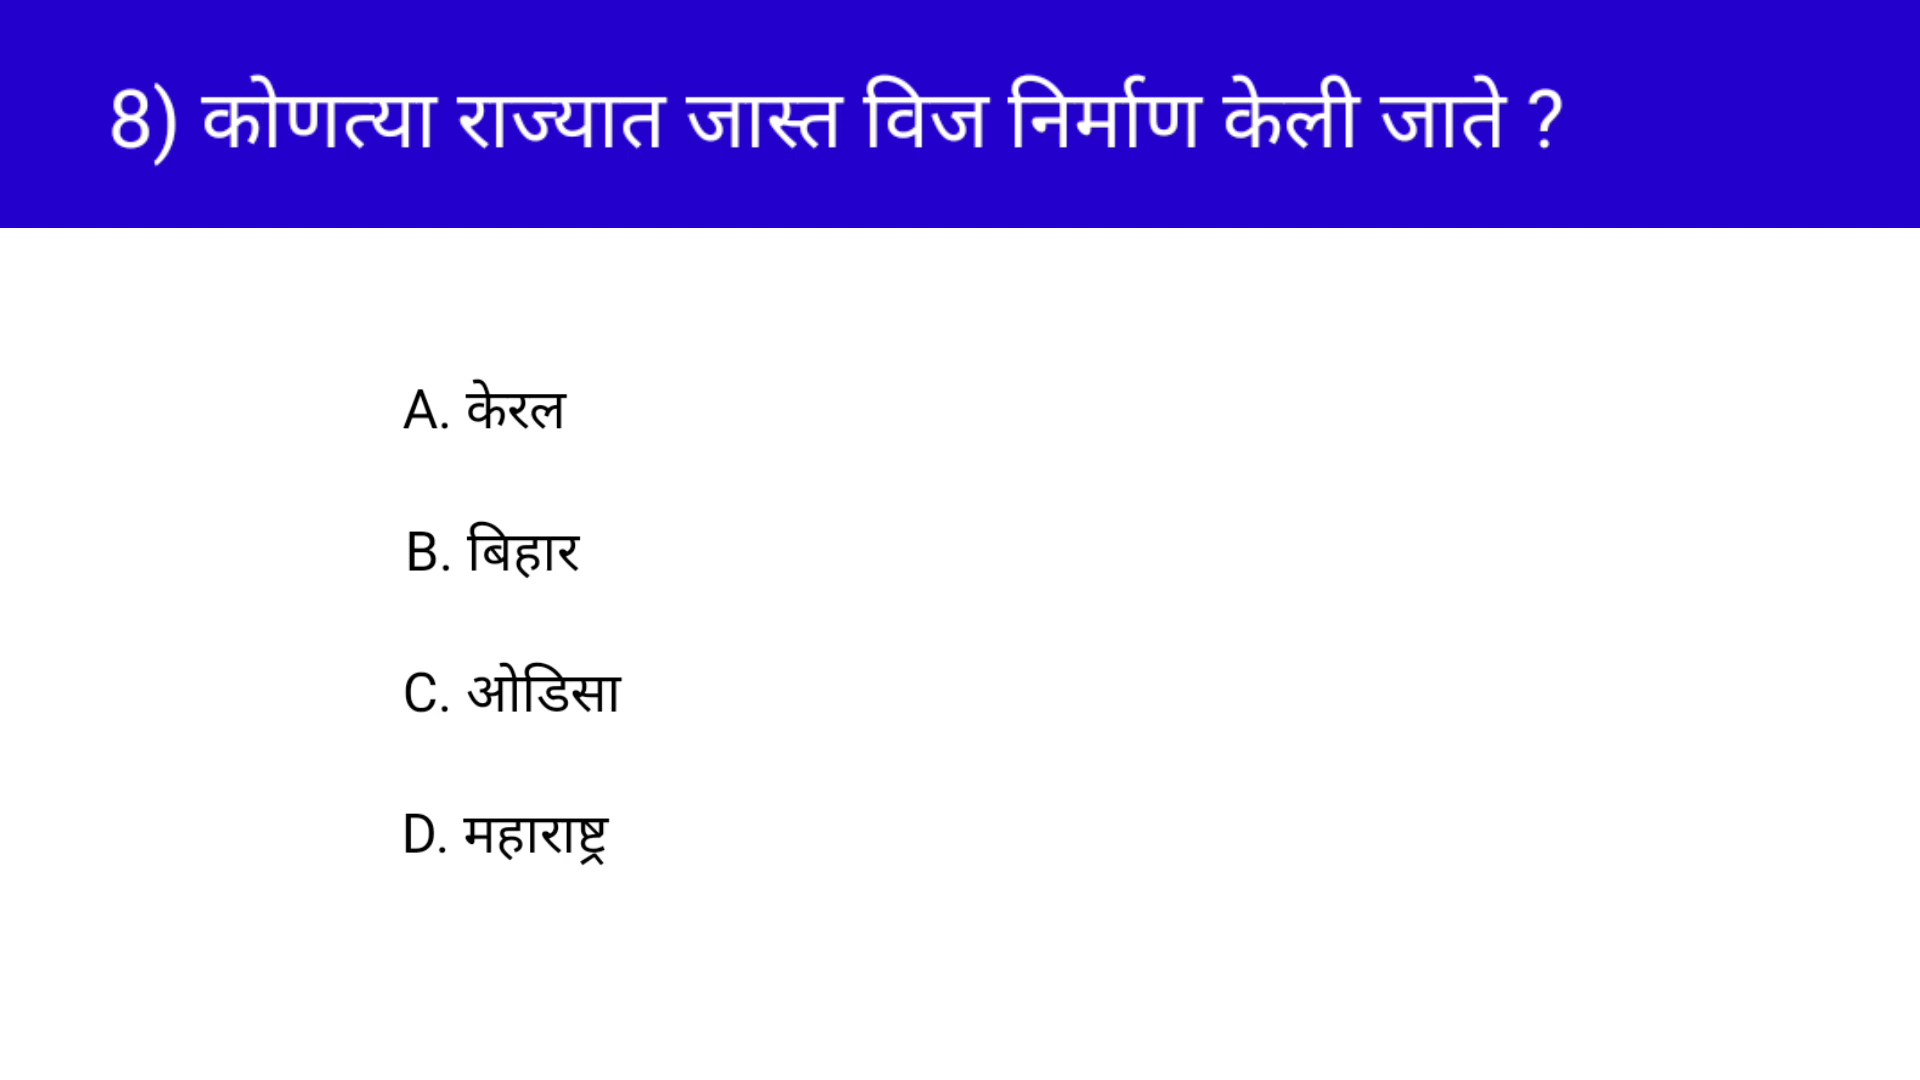 8) कोणत्या राज्यात जास्त विज निर्माण केली जाते ?
A. केरल
B. बिहार
C. ओडिसा
D. महाराष्ट्र